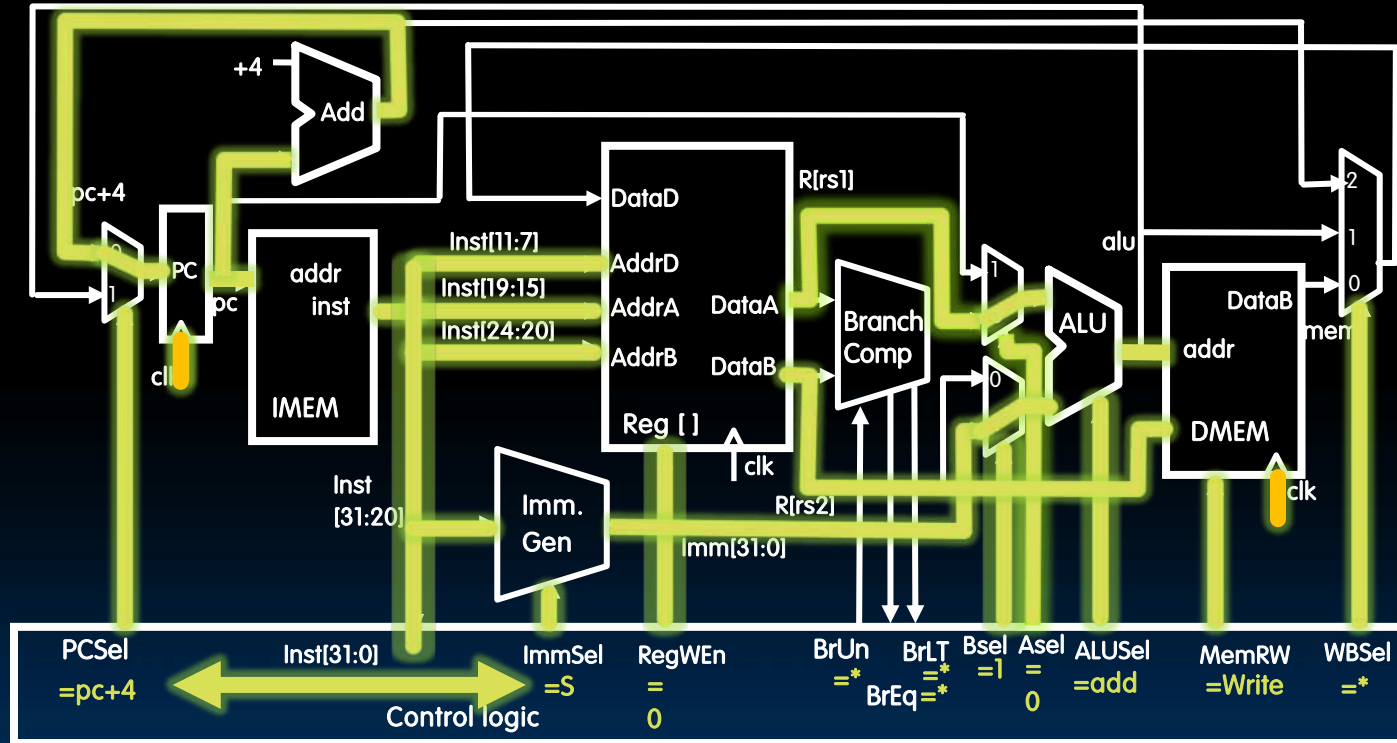 +4
Add
pc+4
0
1
PC
clk
pc
addr
inst
IMEM
Inst[11:7]
Inst[19:15]
Inst[24:20]
Inst
[31:20]
DataD
AddrD
AddrA
AddrB
DataA
DataB
Reg [ ]
clk
Imm.
Gen
Imm[31:0]
R[rs1]
R[rs2]
Branch
Comp
1
0
ALU
alu
DataB
addr
DMEM
clk
mem
2
1
0
PCSel
=pc+4
Inst[31:0]
Control logic
ImmSel
=S
RegWEn
=
0
BrUn
=*
BrLT
=*
BrEq=*
Bsel
=1
Asel
=
0
ALUSel
=add
MemRW
=Write
WBSel
=*